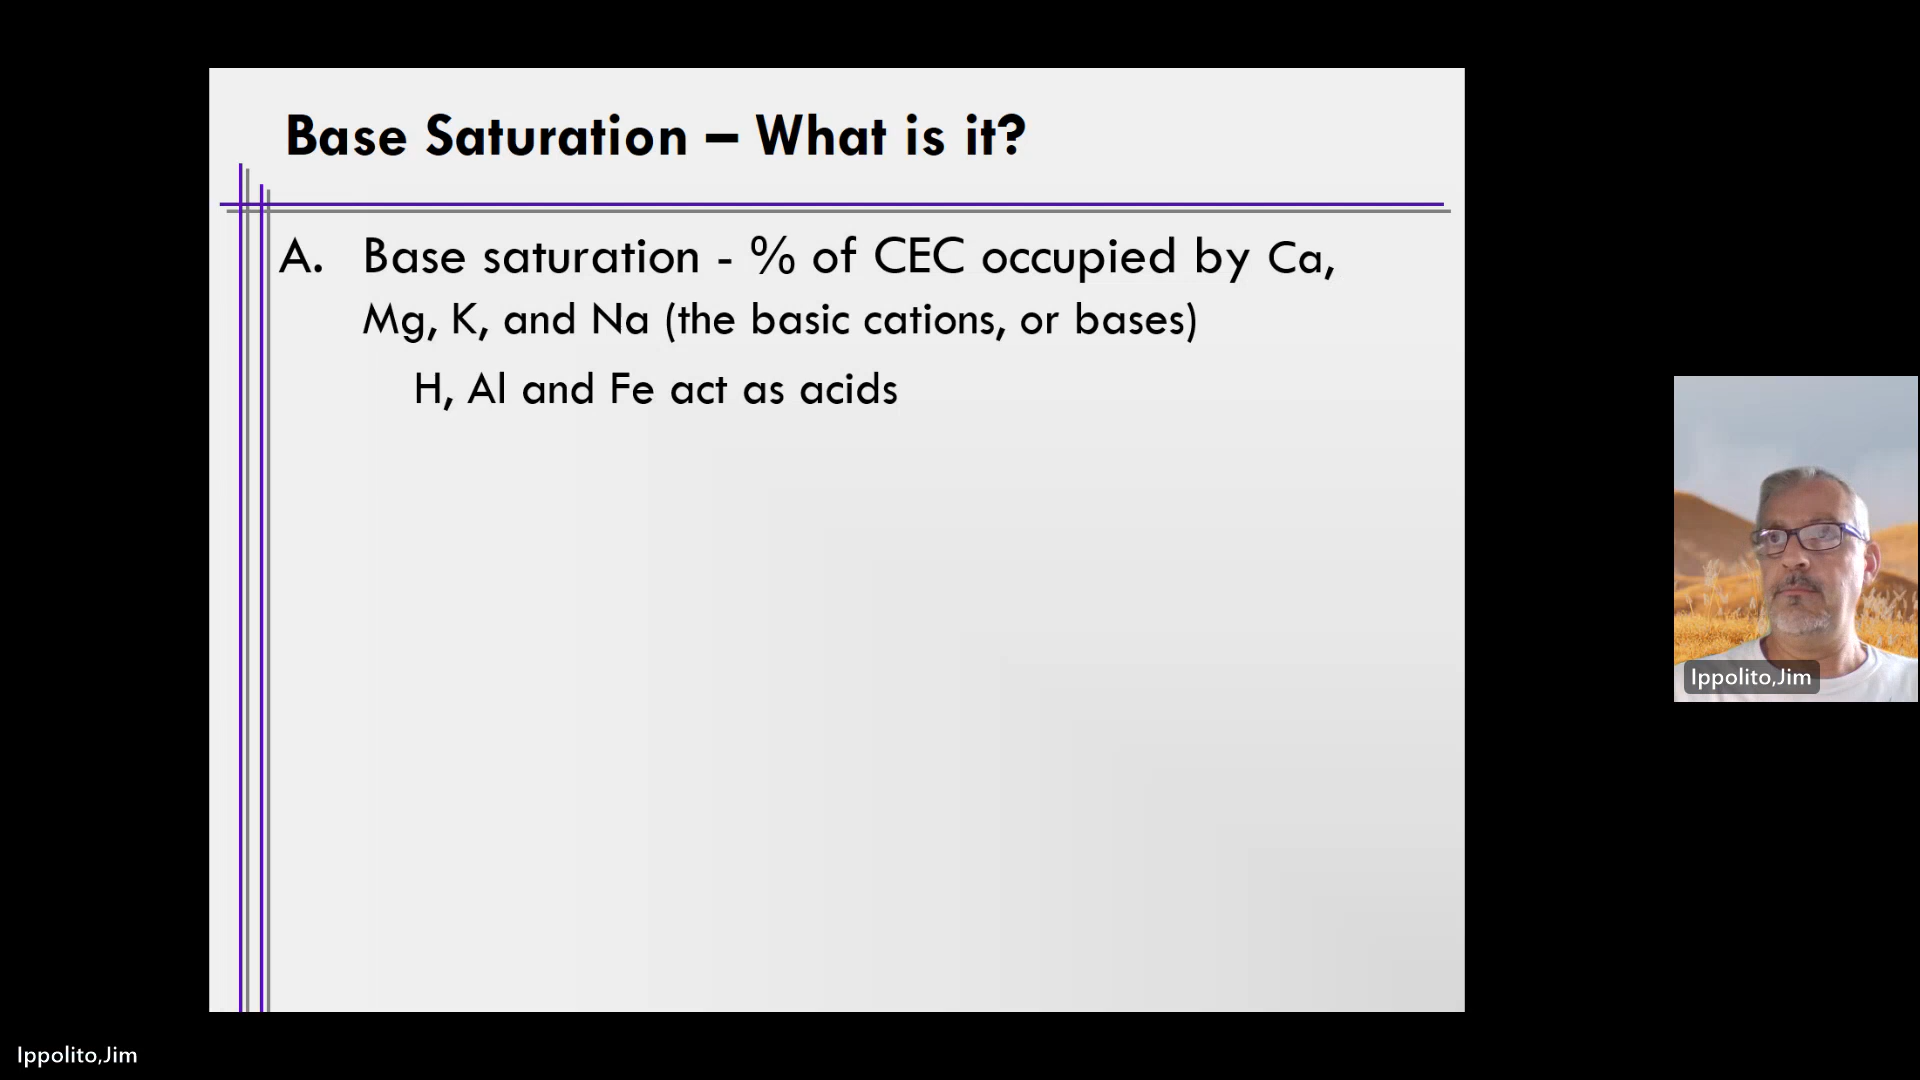 Base Saturation – What is it?
A. Base saturation - % of CEC occupied by Ca,
Mg, K, and Na (the basic cations, or bases)
H, Al and Fe act as acids
Ippolito,Jim
Ippolito,Jim